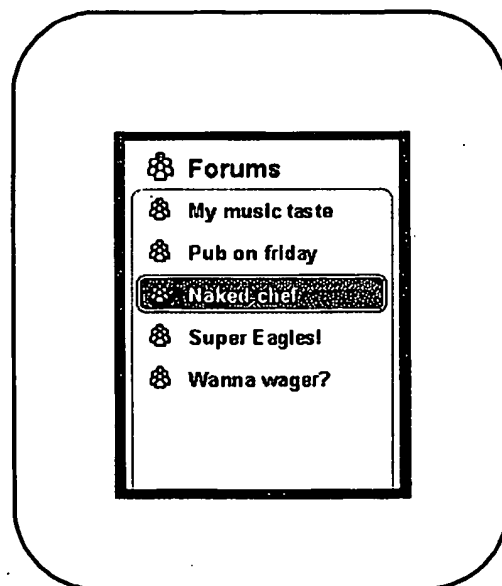 Forums
My music taste
Pub on friday
Naked-chef
Super Eagles!
Wanna wager?